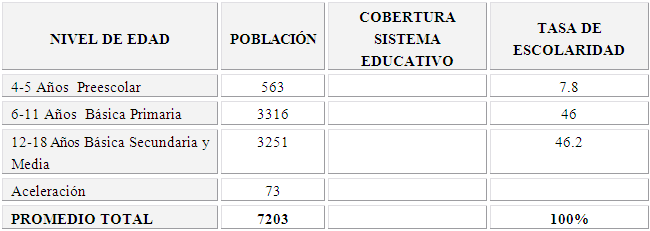 NIVEL DE EDAD POBLACIÓN COBERTURA SISTEMA EDUCATIVO TASA DE ESCOLARIDAD
4-5 Años Preescolar 563 7.8
6-11 Años Básica Primaria 3316 46
12-18 Años Básica Secundaria y Media 3251 46.2
Aceleración 73
PROMEDIO TOTAL 7203 100%